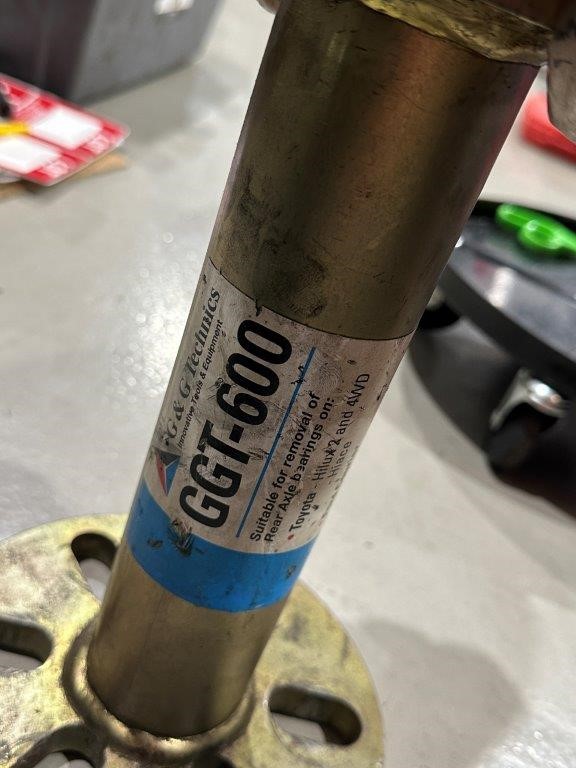 G & G Technics
Innovative Tools & Equipment
GGT-600
Suitable for removal of
Rear Axle bearings on:
• Toyota - Hilux 2 and 4WD
Hiace